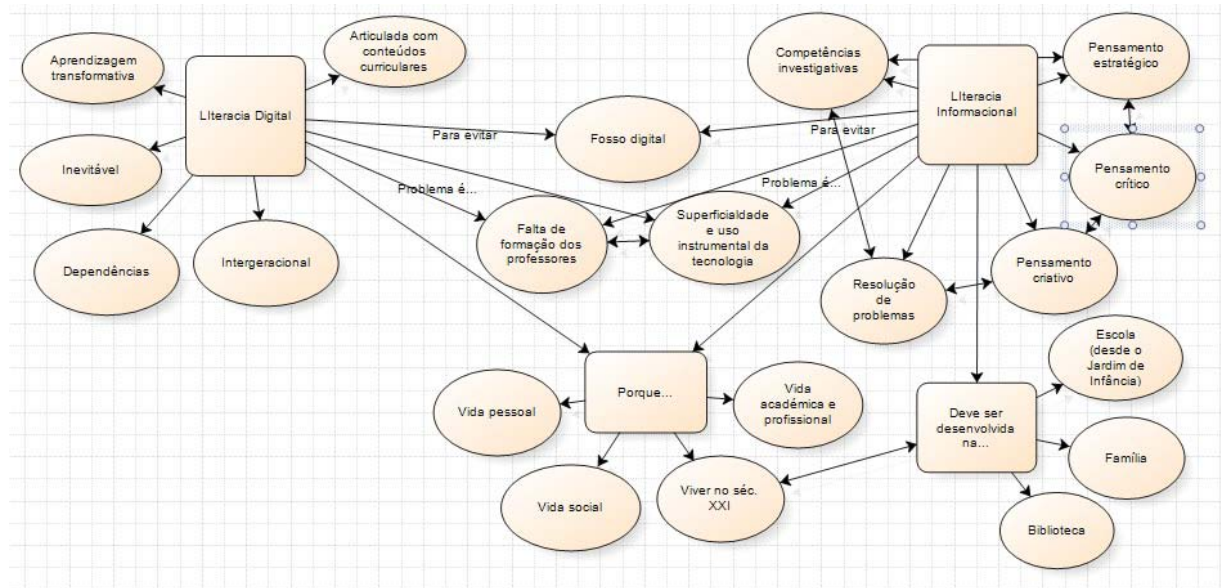 Aprendizagem
transformativa
Articulada com
conteúdos
curriculares
LIteracia Digital
Inevitável
Dependências
Intergeracional
Para evitar
Fosso digital
Para evitar
Competências
investigativas
LIteracia
Informacional
Pensamento
estratégico
Pensamento
crítico
Problema é...
Problema é...
Falta de
formação dos
professores
Superficialdade
e uso
instrumental da
tecnologia
Pensamento
criativo
Resolução
de
problemas
Porque...
Vida pessoal
Vida
académica e
profissional
Vida social
Viver no séc.
XXI
Deve ser
desenvolvida
na...
Escola
(desde o
Jardim de
Infância)
Família
Biblioteca